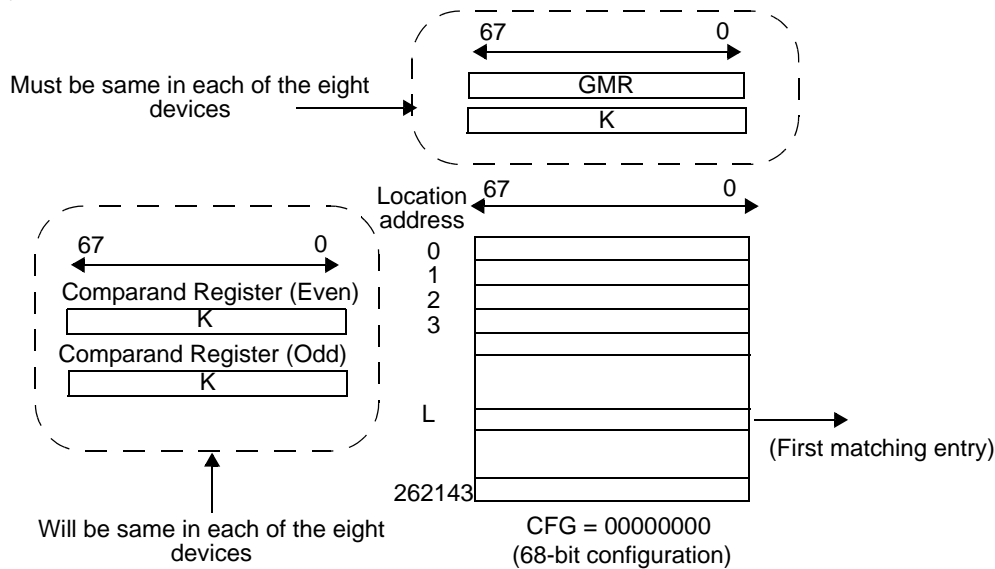 67 0
GMR
K
Must be same in each of the eight
devices
Location
address
67 0
0
1
2
3
L
262143
(First matching entry)
CFG = 00000000
(68-bit configuration)
67 0
Comparand Register (Even)
K
Comparand Register (Odd)
K
Will be same in each of the eight
devices